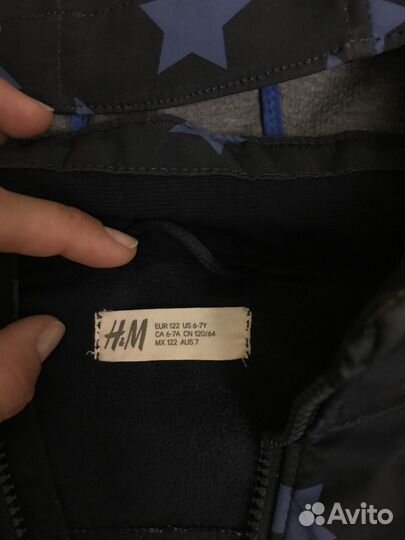 H&M
EUR 122 US 6-7Y
CA 6-7A CN 120/64
MX 122 AUS 7
Avito